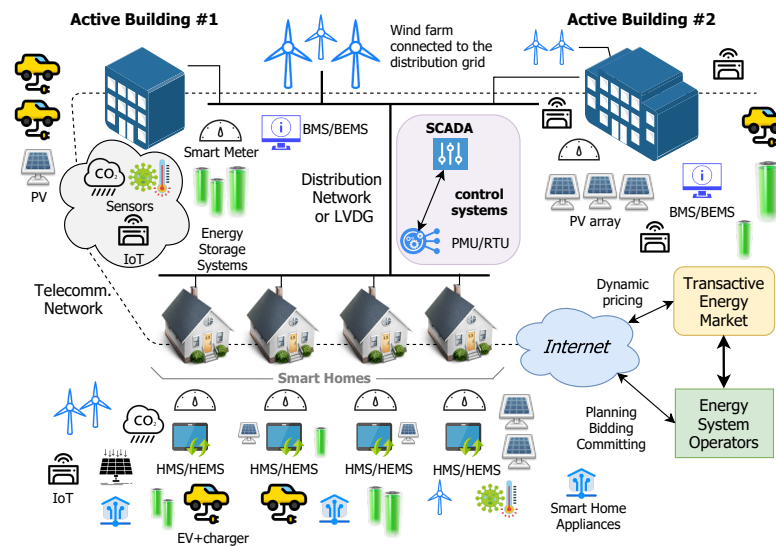 Active Building #1
Wind farm
connected to the
distribution grid
Active Building #2
PV
CO₂
Sensors
IoT
Smart Meter
BMS/BEMS
Energy
Storage
Systems
Distribution
Network
or LVDG
SCADA
control
systems
PMU/RTU
PV array
BMS/BEMS
Telecomm.
Network
Dynamic
pricing
Transactive
Energy
Market
Internet
Smart Homes
Planning
Bidding
Committing
Energy
System
Operators
CO₂
IoT
HMS/HEMS
HMS/HEMS
HMS/HEMS
HMS/HEMS
EV+charger
Smart Home
Appliances